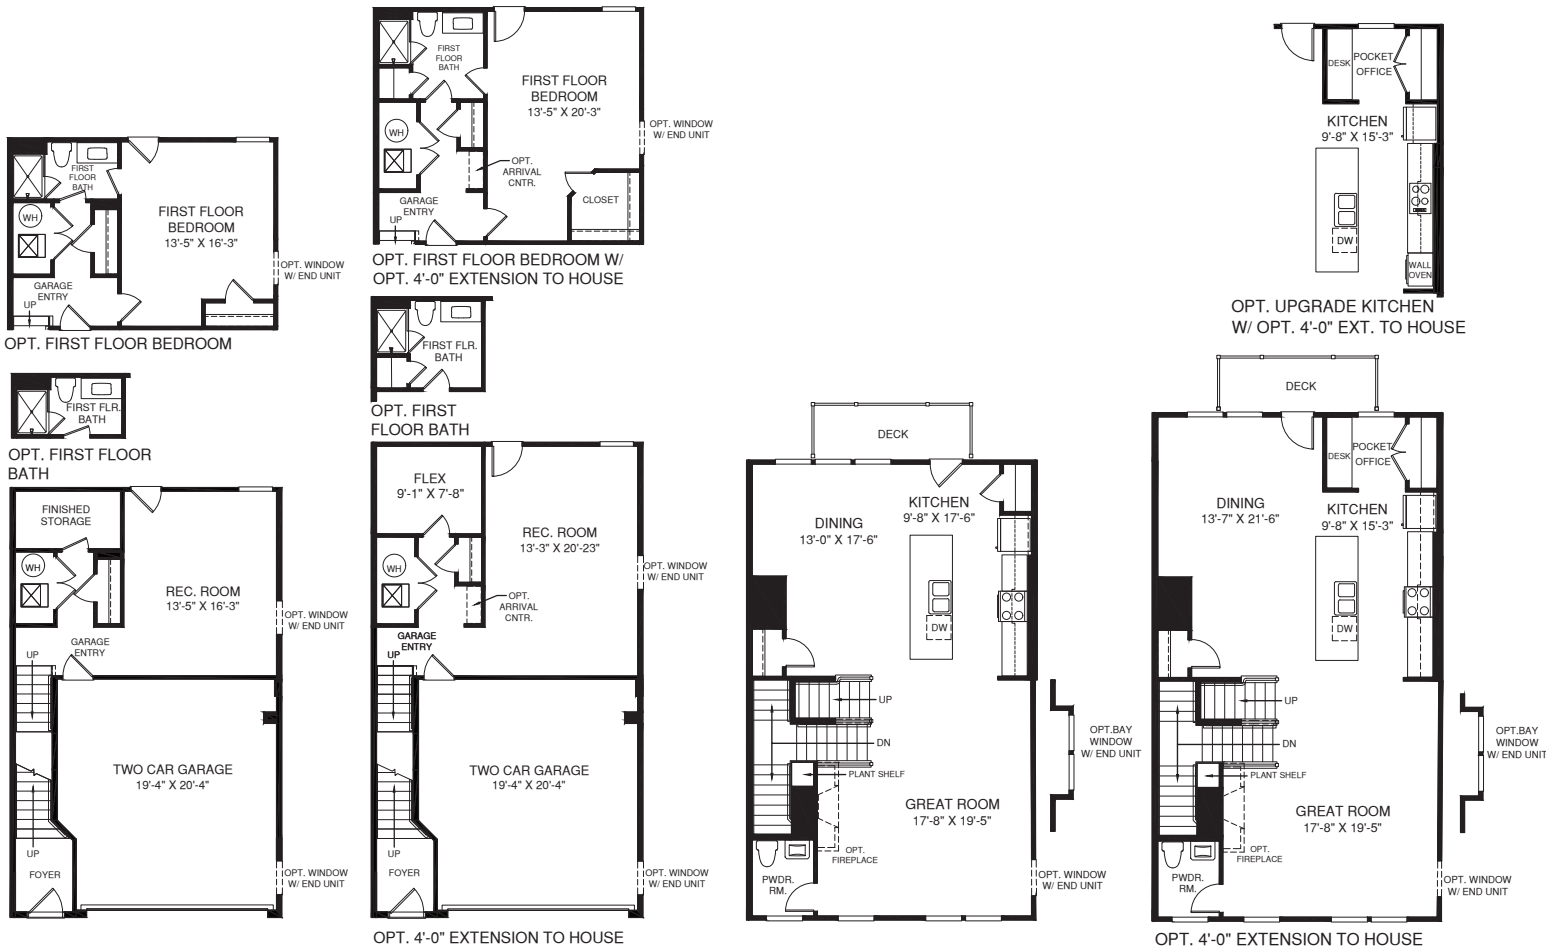 FIRST
FLOOR
BATH
WH
FIRST FLOOR
BEDROOM
13'-5" X 16'-3"
OPT. WINDOW
W/ END UNIT
GARAGE
ENTRY
UP
OPT. FIRST FLOOR BEDROOM
FIRST FLR.
BATH
OPT. FIRST FLOOR
BATH
FINISHED
STORAGE
WH
REC. ROOM
13'-5" X 16'-3"
OPT. WINDOW
W/ END UNIT
GARAGE
ENTRY
UP
TWO CAR GARAGE
19'-4" X 20'-4"
UP
FOYER
OPT. WINDOW
W/ END UNIT
FIRST
FLOOR
BATH
FIRST FLOOR
BEDROOM
13'-5" X 20'-3"
OPT. WINDOW
W/ END UNIT
WH
OPT.
ARRIVAL
CNTR.
GARAGE
ENTRY
UP
CLOSET
OPT. FIRST FLOOR BEDROOM W/
OPT. 4'-0" EXTENSION TO HOUSE
FIRST FLR.
BATH
OPT. FIRST
FLOOR BATH
FLEX
9'-1" X 7'-8"
REC. ROOM
13'-3" X 20'-23"
WH
OPT. WINDOW
W/ END UNIT
OPT.
ARRIVAL
CNTR.
GARAGE
ENTRY
UP
TWO CAR GARAGE
19'-4" X 20'-4"
UP
FOYER
OPT. WINDOW
W/ END UNIT
OPT. 4'-0" EXTENSION TO HOUSE
DECK
KITCHEN
9'-8" X 17'-6"
DINING
13'-0" X 17'-6"
DW
UP
DN
PLANT SHELF
OPT.BAY
WINDOW
W/ END UNIT
GREAT ROOM
17'-8" X 19'-5"
OPT.
FIREPLACE
PWDR.
RM.
OPT. WINDOW
W/ END UNIT
DESK
POCKET
OFFICE
KITCHEN
9'-8" X 15'-3"
DW
WALL
OVEN
OPT. UPGRADE KITCHEN
W/ OPT. 4'-0" EXT. TO HOUSE
DECK
DESK
POCKET
OFFICE
DINING
13'-7" X 21'-6"
KITCHEN
9'-8" X 15'-3"
DW
UP
DN
PLANT SHELF
OPT.BAY
WINDOW
W/ END UNIT
GREAT ROOM
17'-8" X 19'-5"
OPT.
FIREPLACE
PWDR.
RM.
OPT. WINDOW
W/ END UNIT
OPT. 4'-0" EXTENSION TO HOUSE